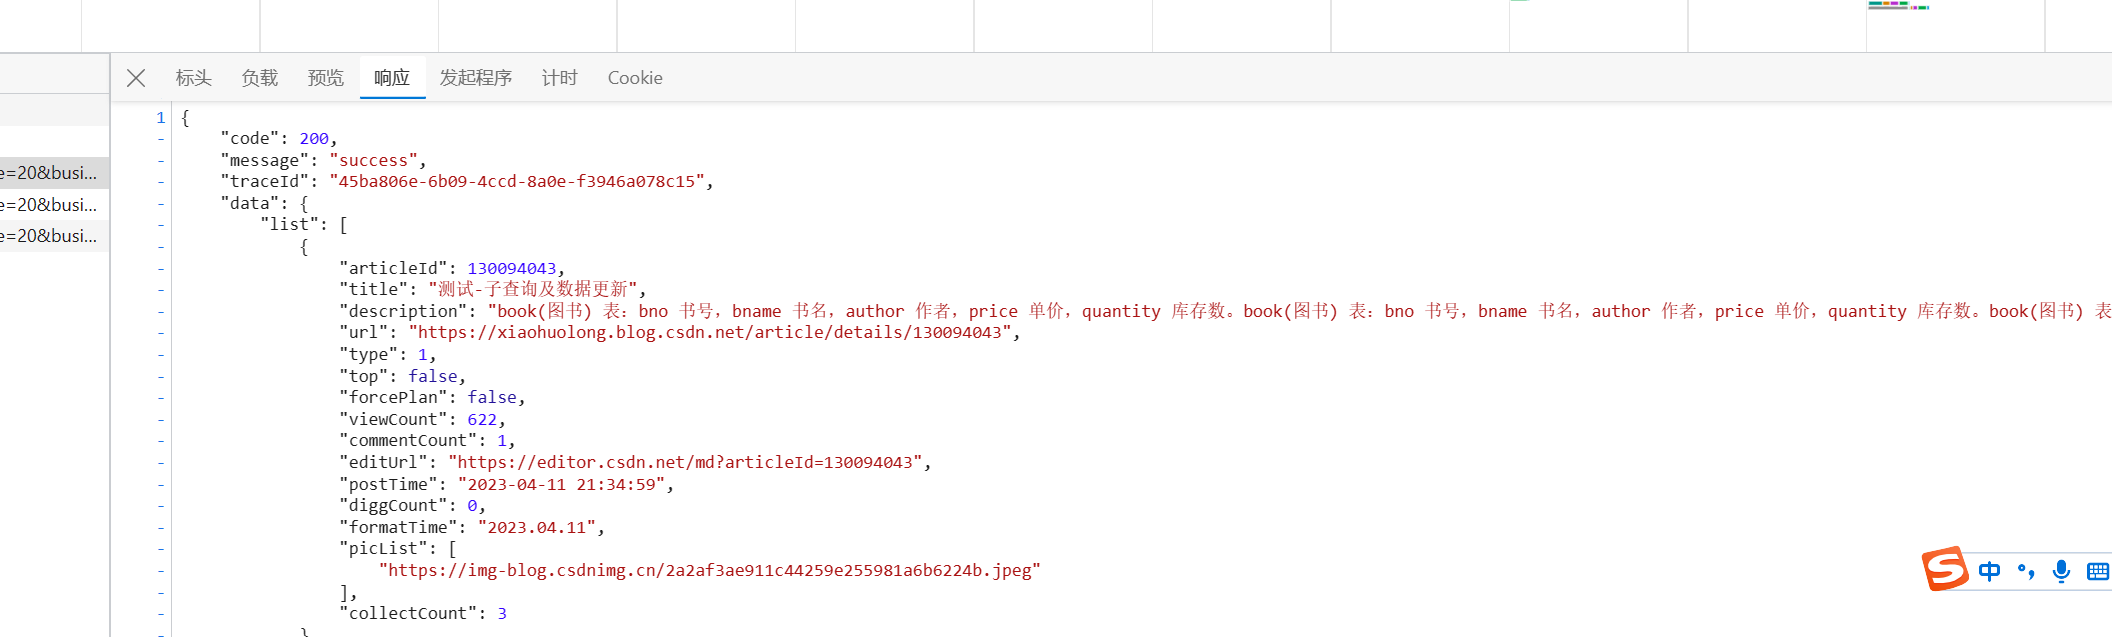 标头 负载 预览 响应 发起程序 计时 Cookie
1 {
- "code": 200,
- "message": "success",
e=20&busi... - "traceId": "45ba806e-6b09-4ccd-8a0e-f3946a078c15",
e=20&busi... - "data": {
- "list": [
e=20&busi... - {
- "articleId": 130094043,
- "title": "测试-子查询及数据更新",
- "description": "book(图书) 表: bno 书号, bname 书名, author 作者, price 单价, quantity 库存数。book(图书) 表: bno 书号, bname 书名, author 作者, price 单价, quantity 库存数。book(图书) 表
- "url": "https://xiaohuolong.blog.csdn.net/article/details/130094043",
- "type": 1,
- "top": false,
- "forcePlan": false,
- "viewCount": 622,
- "commentCount": 1,
- "editUrl": "https://editor.csdn.net/md?articleId=130094043",
- "postTime": "2023-04-11 21:34:59",
- "diggCount": 0,
- "formatTime": "2023.04.11",
- "picList": [
- "https://img-blog.csdnimg.cn/2a2af3ae911c44259e255981a6b6224b.jpeg"
- ],
- "collectCount": 3
- }
S 中 °,